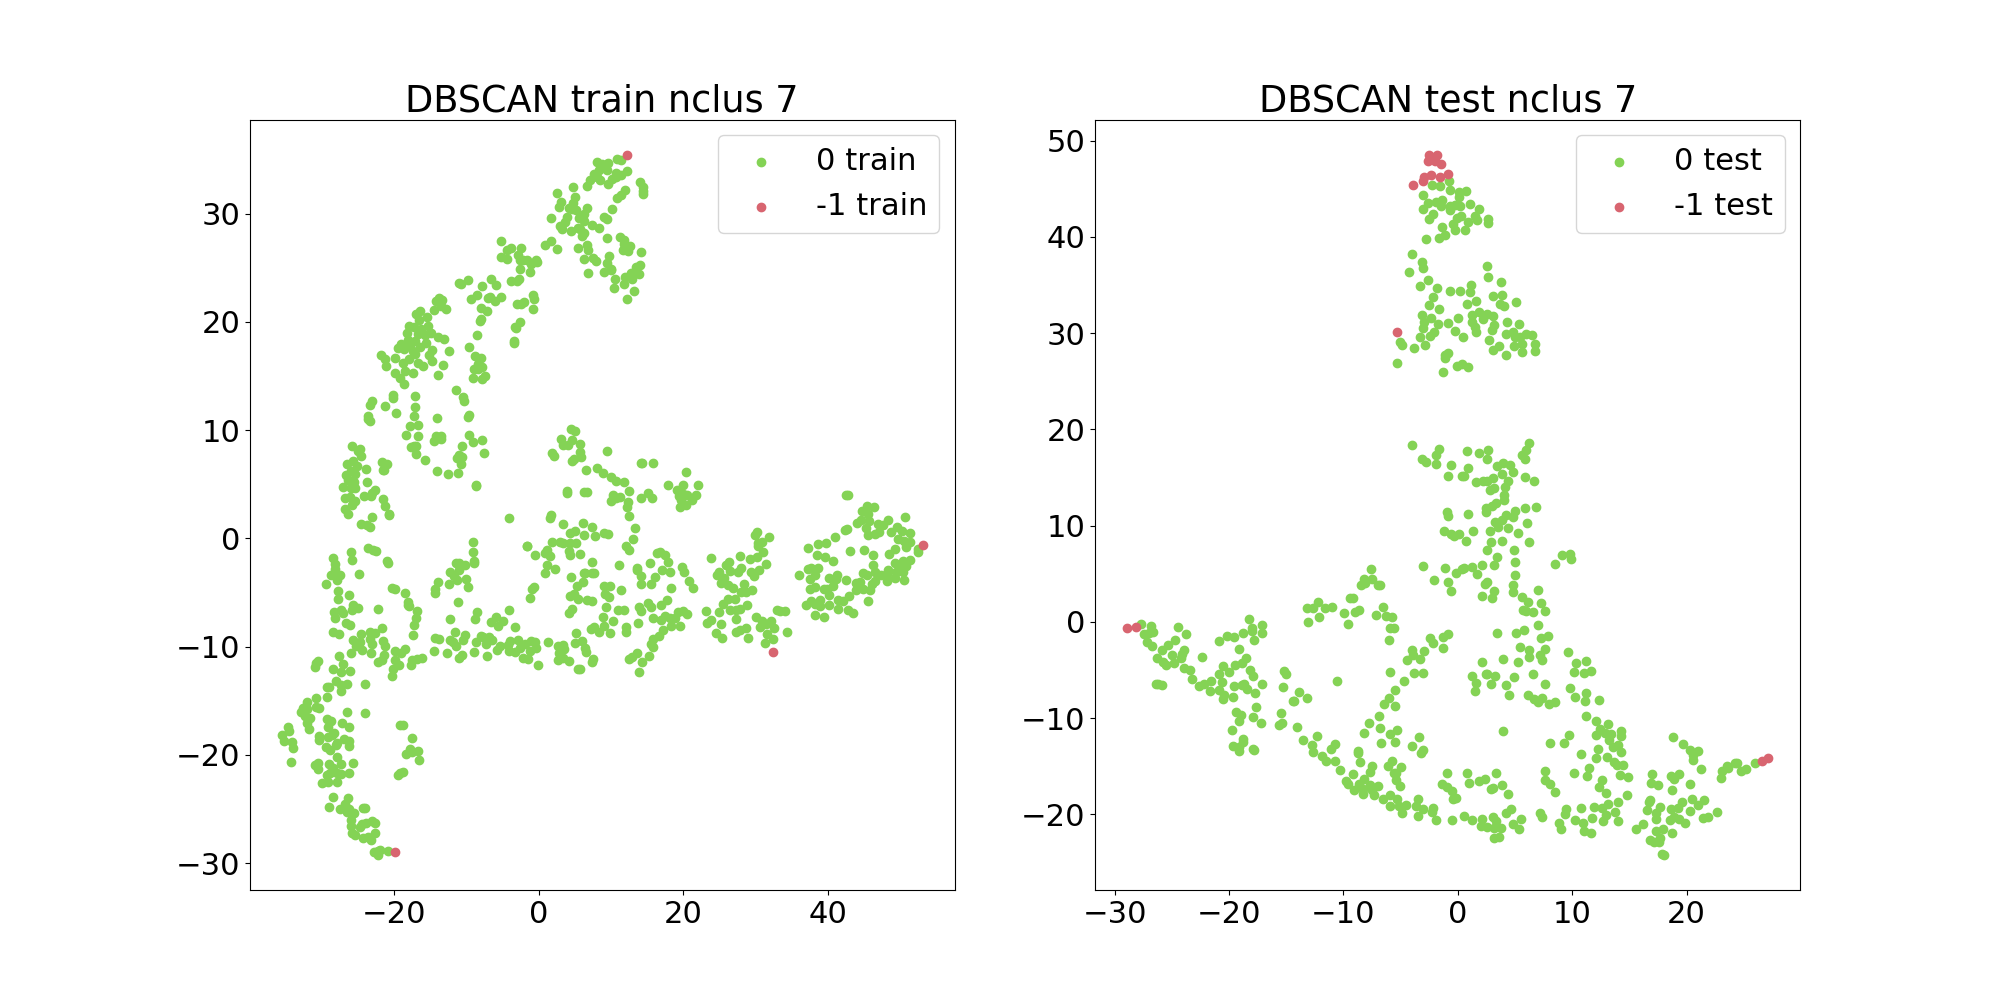 DBSCAN train nclus 7
0 train
-1 train
30
20
10
0
−10
−20
−30
−20 0 20 40
DBSCAN test nclus 7
0 test
-1 test
50
40
30
20
10
0
−10
−20
−30 −20 −10 0 10 20